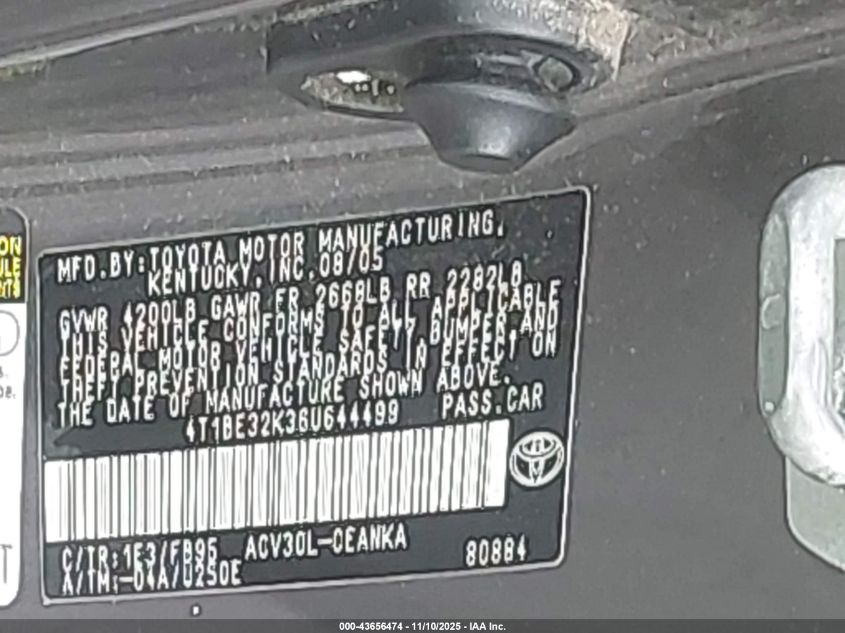 MFD.BY:TOYOTA MOTOR MANUFACTURING,
KENTUCKY,INC.08/05
GVWR 4200LB GAWR FR 2668LB RR 2282LB
THIS VEHICLE CONFORMS TO ALL APPLICABLE
FEDERAL MOTOR VEHICLE SAFETY, BUMPER, AND
THEFT PREVENTION STANDARDS IN EFFECT ON
THE DATE OF MANUFACTURE SHOWN ABOVE.
4T1BE32K36U644499 PASS.CAR
C/TR:1E3/FB95 ACV30L-CEANKA
A/TM:-04A/U250E 80884
000-43656474 - 11/10/2025 - IAA Inc.